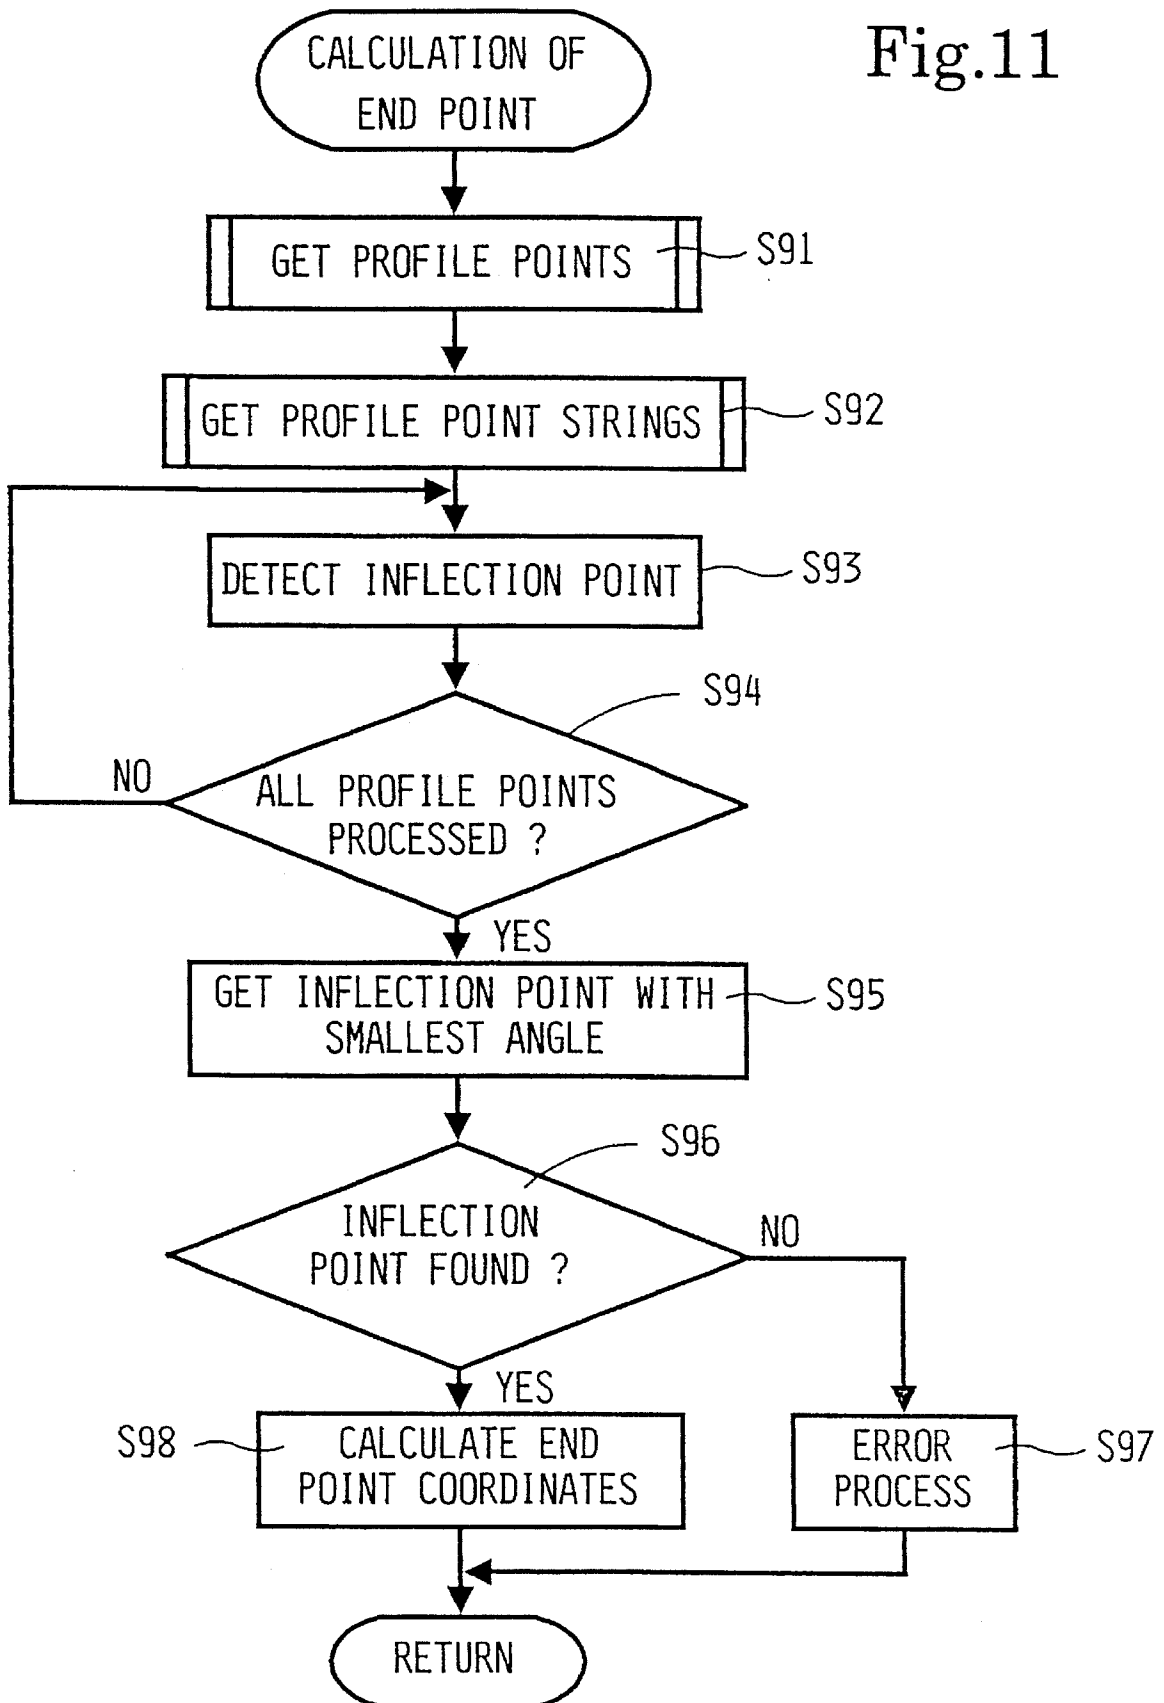 Fig.11
CALCULATION OF
END POINT
GET PROFILE POINTS
S91
GET PROFILE POINT STRINGS
S92
DETECT INFLECTION POINT
S93
S94
NO
ALL PROFILE POINTS
PROCESSED ?
YES
GET INFLECTION POINT WITH
SMALLEST ANGLE
S95
S96
INFLECTION
POINT FOUND ?
NO
YES
S98
CALCULATE END
POINT COORDINATES
ERROR
PROCESS
S97
RETURN